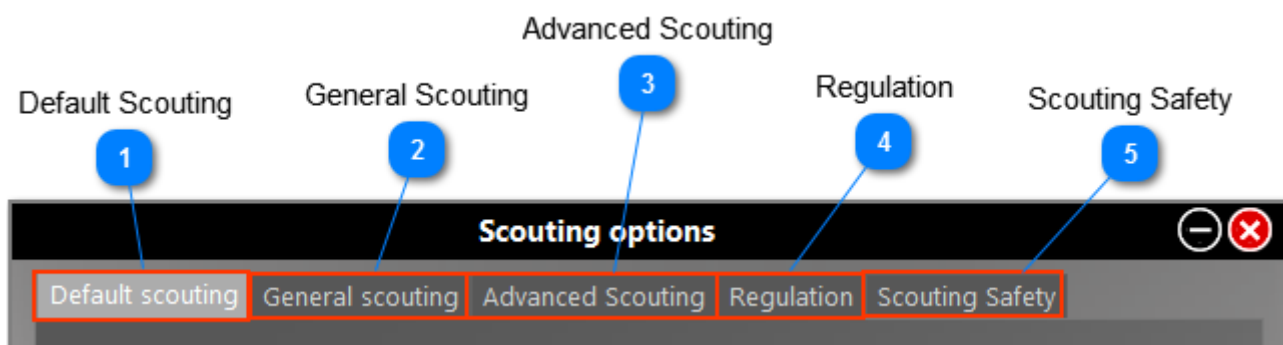 Advanced Scouting
3
Default Scouting
1
General Scouting
2
Regulation
4
Scouting Safety
5
Scouting options
Default scouting
General scouting
Advanced Scouting
Regulation
Scouting Safety